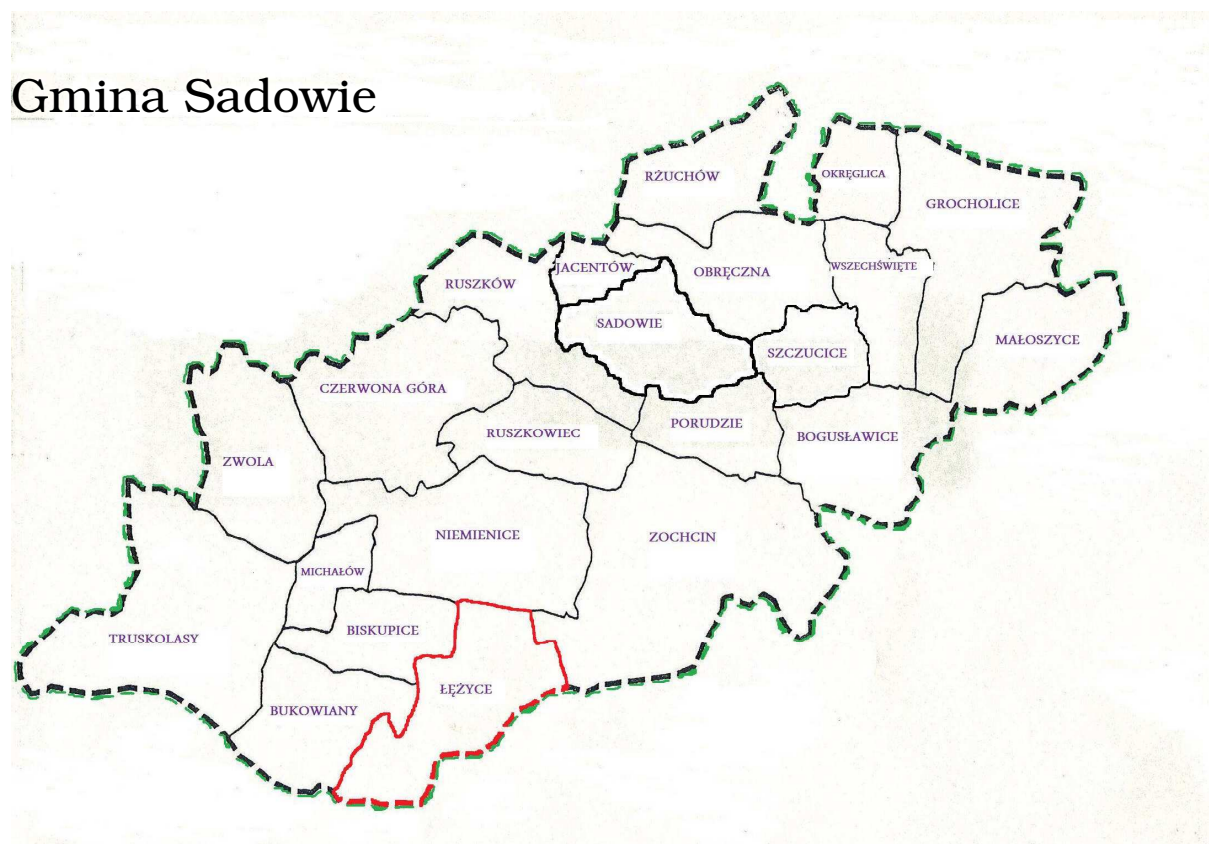 Gmina Sadowie
RŻUCHÓW
OKRĘGLICA
GROCHOLICE
JACENTÓW
OBRĘCZNA
WSZECHŚWIĘTE
RUSZKÓW
SADOWIE
SZCZUCICE
MAŁOSZYCE
CZERWONA GÓRA
RUSZKOWIEC
PORUDZIE
BOGUSŁAWICE
ZWOLA
NIEMIENICE
ZOCHCIN
MICHAŁÓW
TRUSKOLASY
BISKUPICE
ŁĘŻYCE
BUKOWIANY